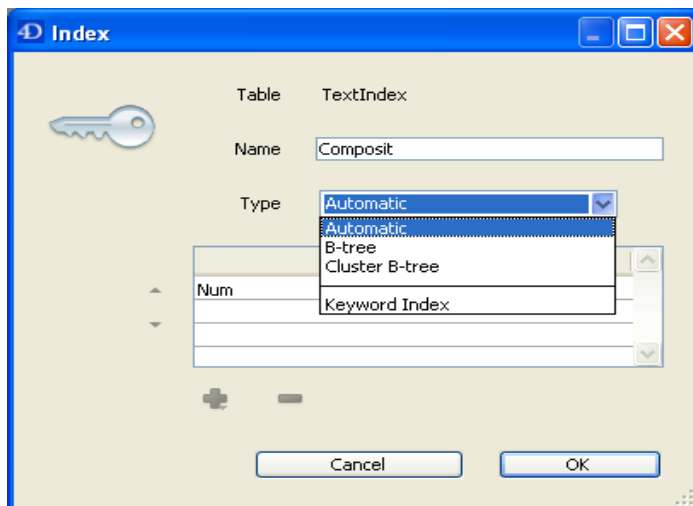 4D Index
Table TextIndex
Name Composit
Type Automatic
Automatic
B-tree
Cluster B-tree
Keyword Index
Num
Cancel OK